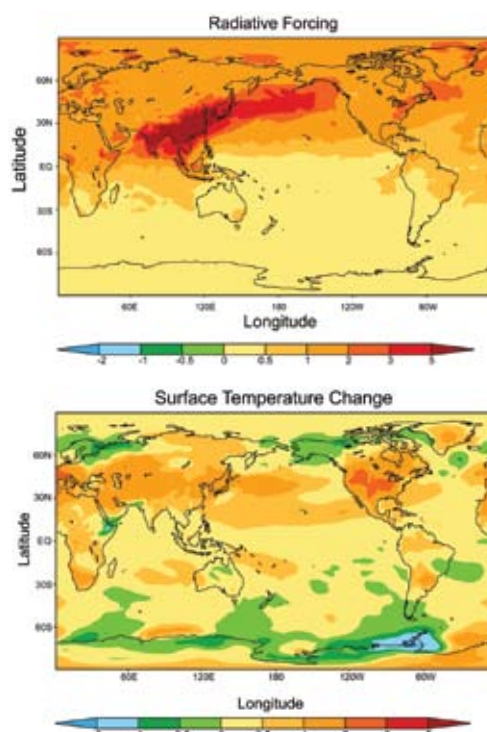 Radiative Forcing
60N
30N
EQ
30S
60S
Latitude
60E 120E 180 120W 60W
Longitude
-2 -1 -0.5 0 0.5 1 2 3 5
Surface Temperature Change
60N
30N
EQ
30S
60S
Latitude
60E 120E 180 120W 60W
Longitude